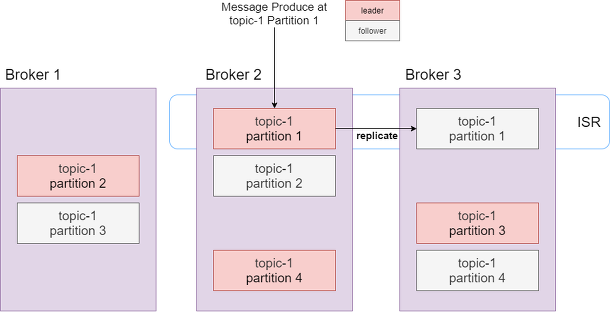 Message Produce at
topic-1 Partition 1
leader
follower
Broker 1
Broker 2
Broker 3
topic-1
partition 1
replicate
topic-1
partition 1
ISR
topic-1
partition 2
topic-1
partition 2
topic-1
partition 3
topic-1
partition 3
topic-1
partition 4
topic-1
partition 4